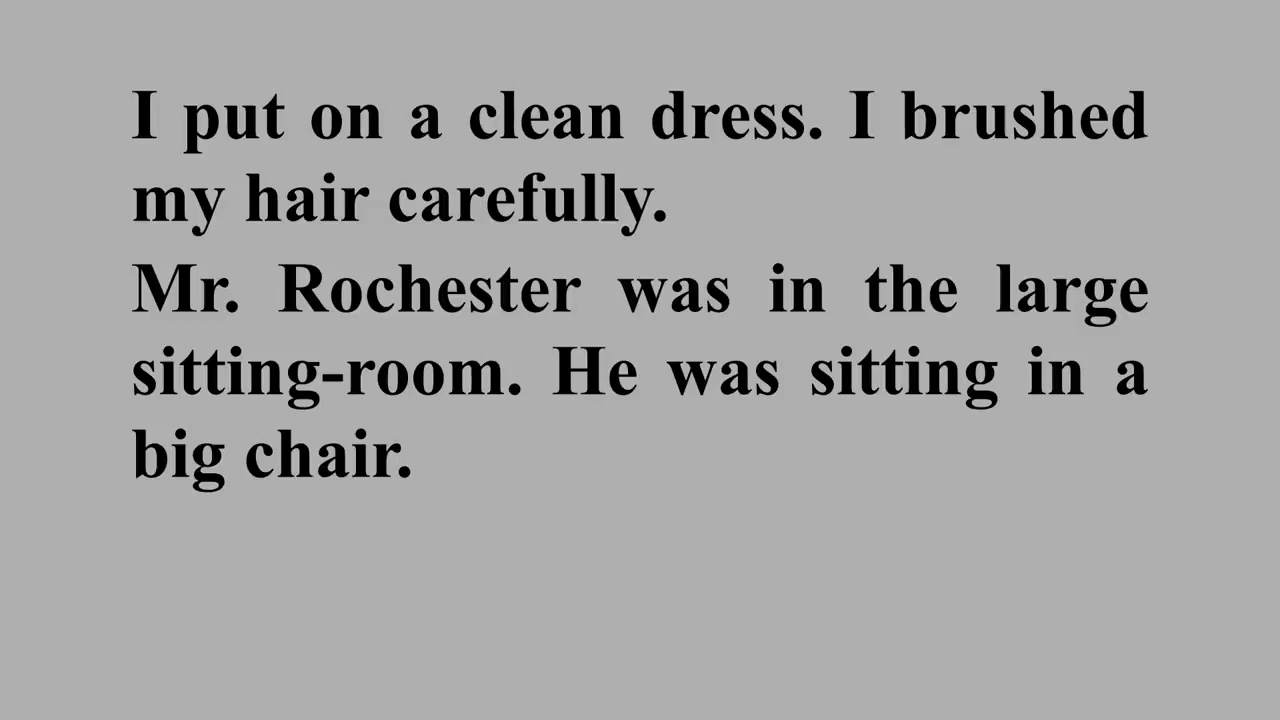 I put on a clean dress. I brushed
my hair carefully.
Mr. Rochester was in the large
sitting-room. He was sitting in a
big chair.